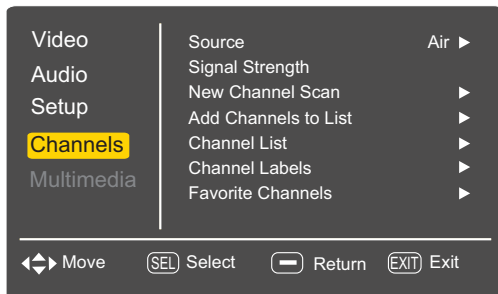 Video
Audio
Setup
Channels
Multimedia
Source Air
Signal Strength
New Channel Scan
Add Channels to List
Channel List
Channel Labels
Favorite Channels
Move SEL Select Return EXIT Exit